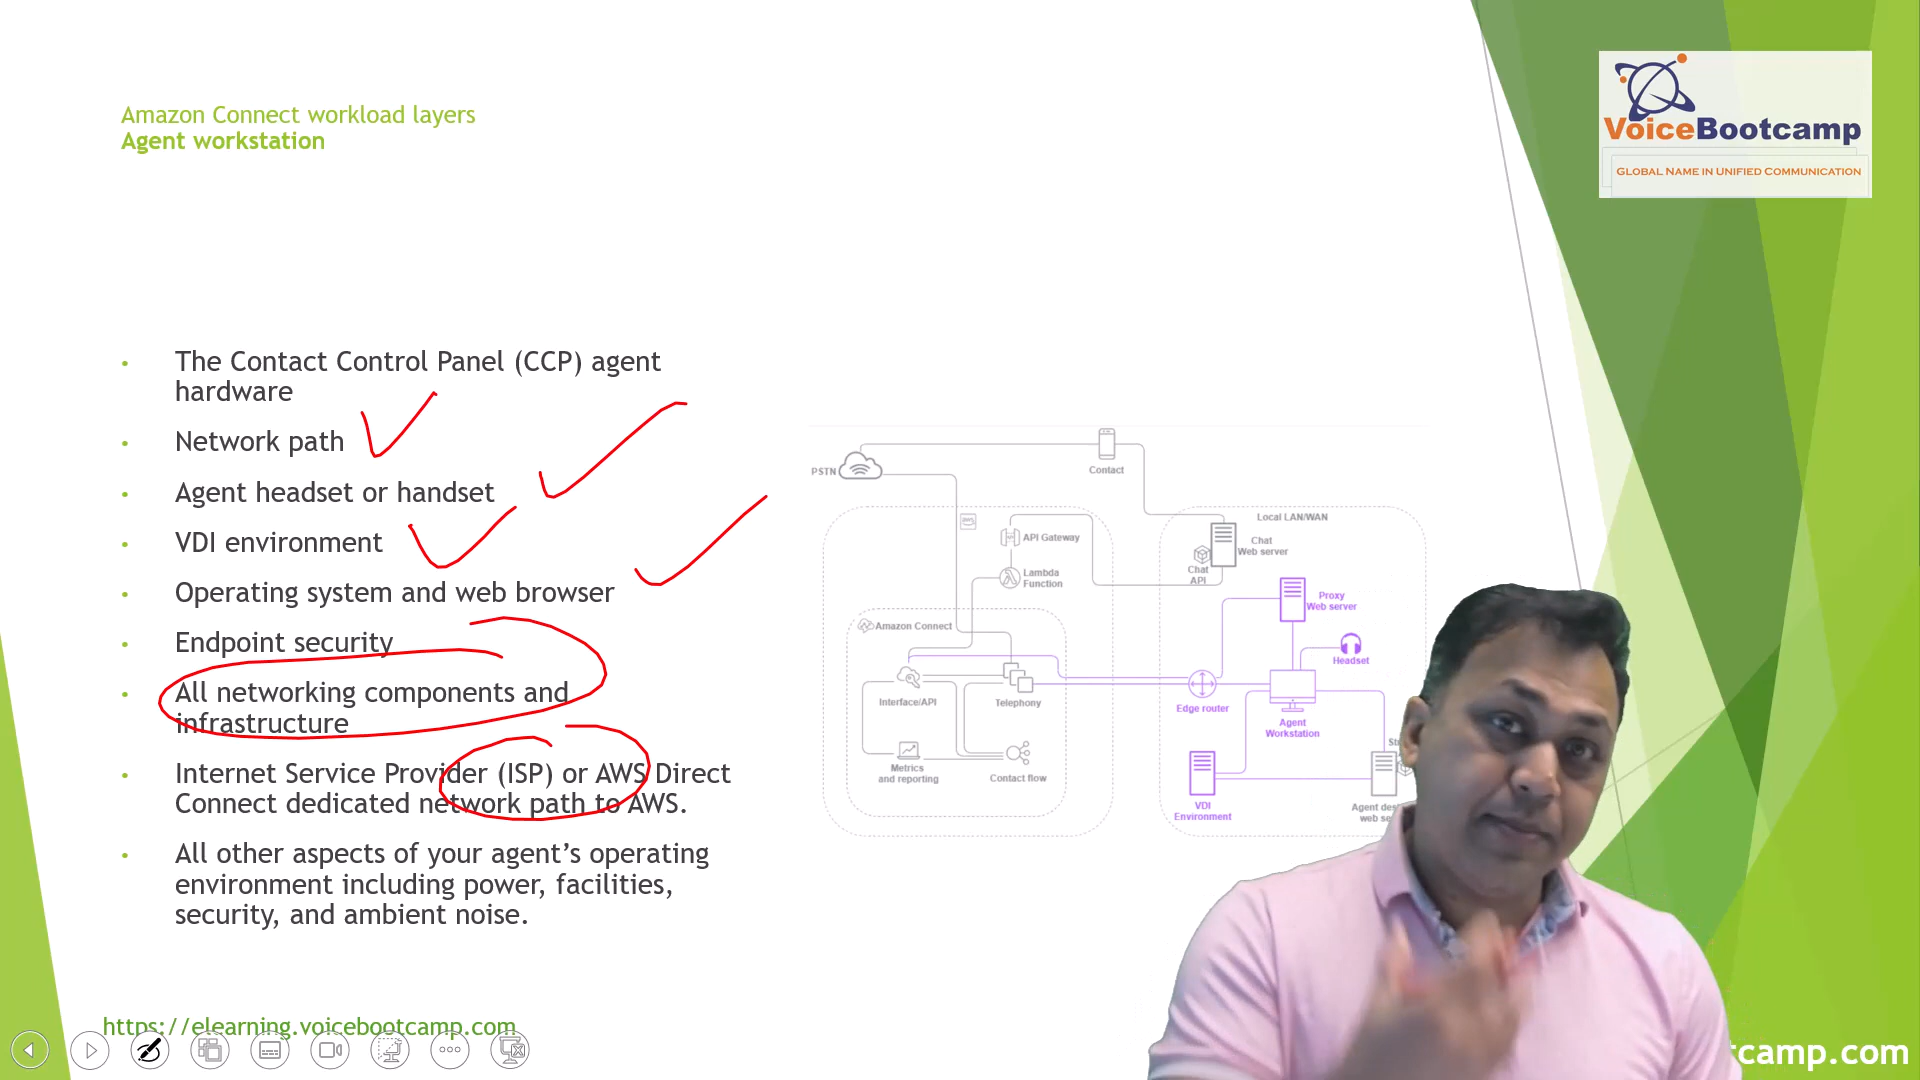 Amazon Connect workload layers
Agent workstation
VoiceBootcamp
GLOBAL NAME IN UNIFIED COMMUNICATION
• The Contact Control Panel (CCP) agent
hardware
• Network path
• Agent headset or handset
• VDI environment
• Operating system and web browser
• Endpoint security
• All networking components and
infrastructure
• Internet Service Provider (ISP) or AWS Direct
Connect dedicated network path to AWS.
• All other aspects of your agent’s operating
environment including power, facilities,
security, and ambient noise.
PSTN
Contact
aws
API Gateway
Lambda
Function
Amazon Connect
Interface/API
Telephony
Metrics
and reporting
Contact flow
Local LAN/WAN
Chat
Web server
Chat
API
Proxy
Web server
Headset
Edge router
Agent
Workstation
VDI
Environment
Agent
https://elearning.voicebootcamp.com
tcamp.com